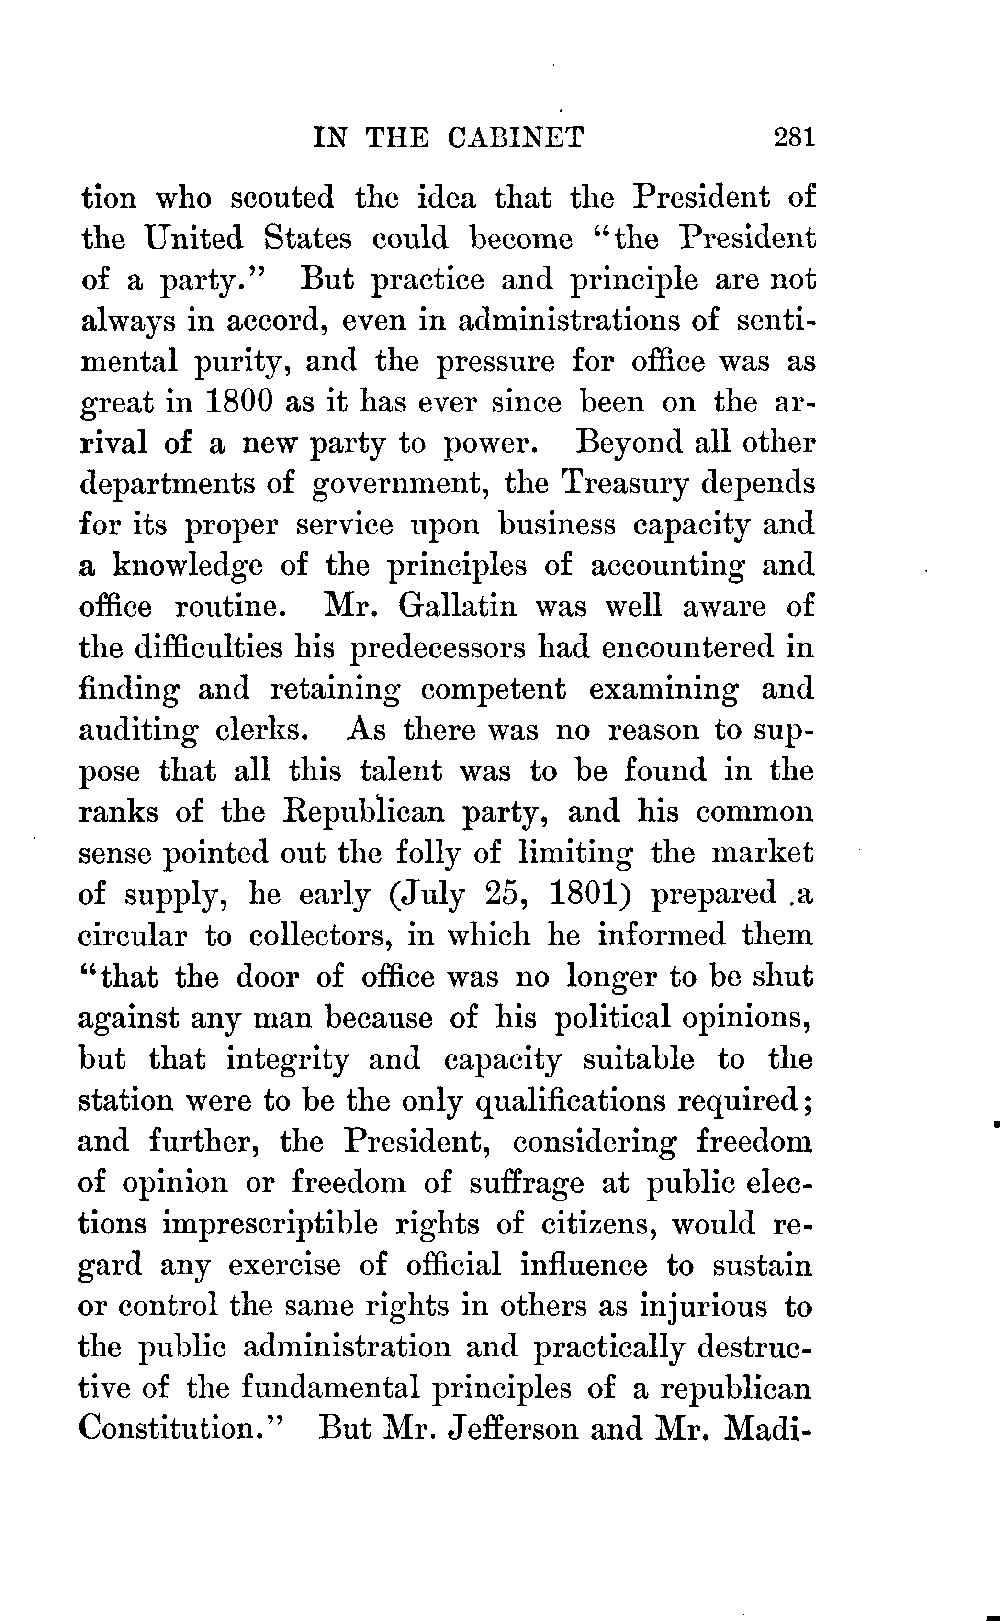 IN THE CABINET 281
tion who scouted the idea that the President of
the United States could become “the President
of a party.” But practice and principle are not
always in accord, even in administrations of senti-
mental purity, and the pressure for office was as
great in 1800 as it has ever since been on the ar-
rival of a new party to power. Beyond all other
departments of government, the Treasury depends
for its proper service upon business capacity and
a knowledge of the principles of accounting and
office routine. Mr. Gallatin was well aware of
the difficulties his predecessors had encountered in
finding and retaining competent examining and
auditing clerks. As there was no reason to sup-
pose that all this talent was to be found in the
ranks of the Republican party, and his common
sense pointed out the folly of limiting the market
of supply, he early (July 25, 1801) prepared a
circular to collectors, in which he informed them
“that the door of office was no longer to be shut
against any man because of his political opinions,
but that integrity and capacity suitable to the
station were to be the only qualifications required;
and further, the President, considering freedom
of opinion or freedom of suffrage at public elec-
tions imprescriptible rights of citizens, would re-
gard any exercise of official influence to sustain
or control the same rights in others as injurious to
the public administration and practically destruc-
tive of the fundamental principles of a republican
Constitution.” But Mr. Jefferson and Mr. Madi-